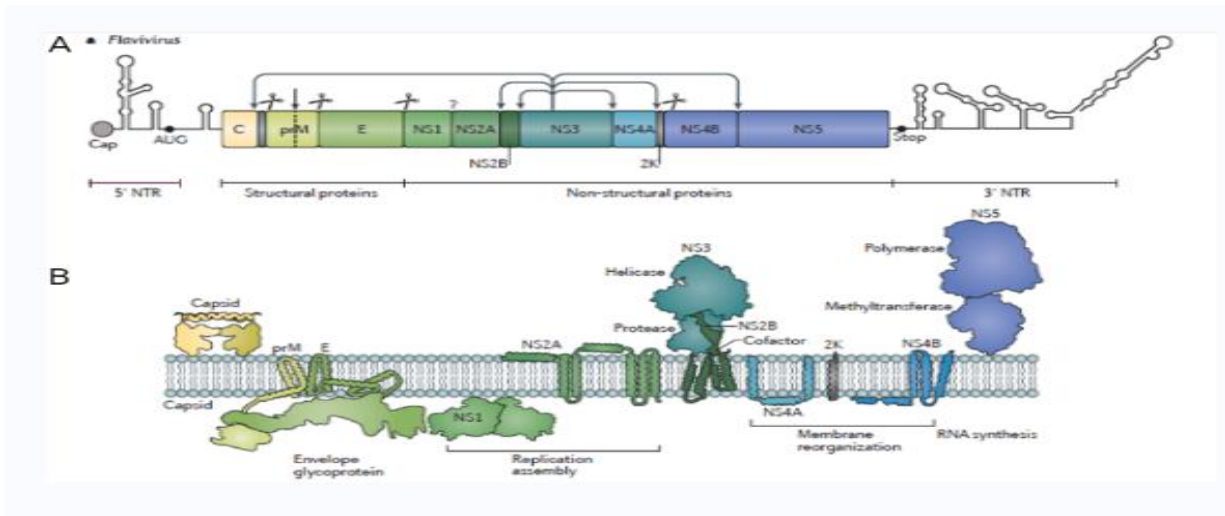 A
Flavivirus
Cap
AUG
C
prM
E
NS1
?
NS2A
NS3
NS4A
NS4B
NS5
Stop
NS2B
2K
5' NTR
Structural proteins
Non-structural proteins
3' NTR
B
Capsid
prM
E
Capsid
Envelope
glycoprotein
NS1
NS2A
Replication
assembly
NS3
Helicase
Protease
NS2B
Cofactor
NS4A
2K
NS4B
Membrane
reorganization
NS5
Polymerase
Methyltransferase
RNA synthesis